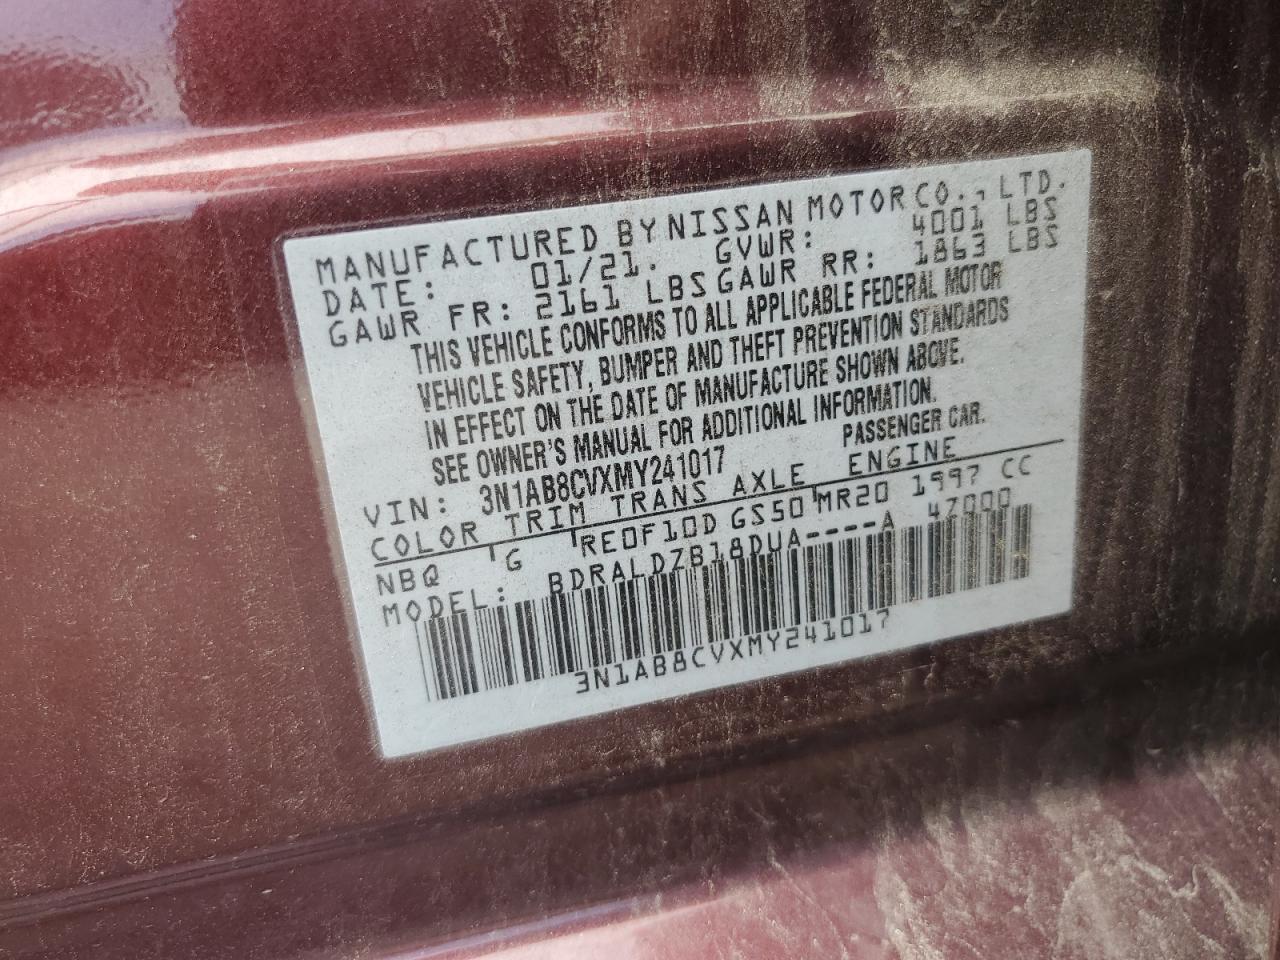 MANUFACTURED BY NISSAN MOTOR CO., LTD.
DATE: 01/21. GVWR: 4001 LBS
GAWR FR: 2161 LBS GAWR RR: 1863 LBS
THIS VEHICLE CONFORMS TO ALL APPLICABLE FEDERAL MOTOR
VEHICLE SAFETY, BUMPER AND THEFT PREVENTION STANDARDS
IN EFFECT ON THE DATE OF MANUFACTURE SHOWN ABOVE.
SEE OWNER'S MANUAL FOR ADDITIONAL INFORMATION.
VIN: 3N1AB8CVXMY241017 PASSENGER CAR.
COLOR TRIM TRANS AXLE ENGINE
NBQ G RE0F10D GS50 MR20 1997 CC
MODEL: BDRALDZB18DUA----A 47000
3N1AB8CVXMY241017